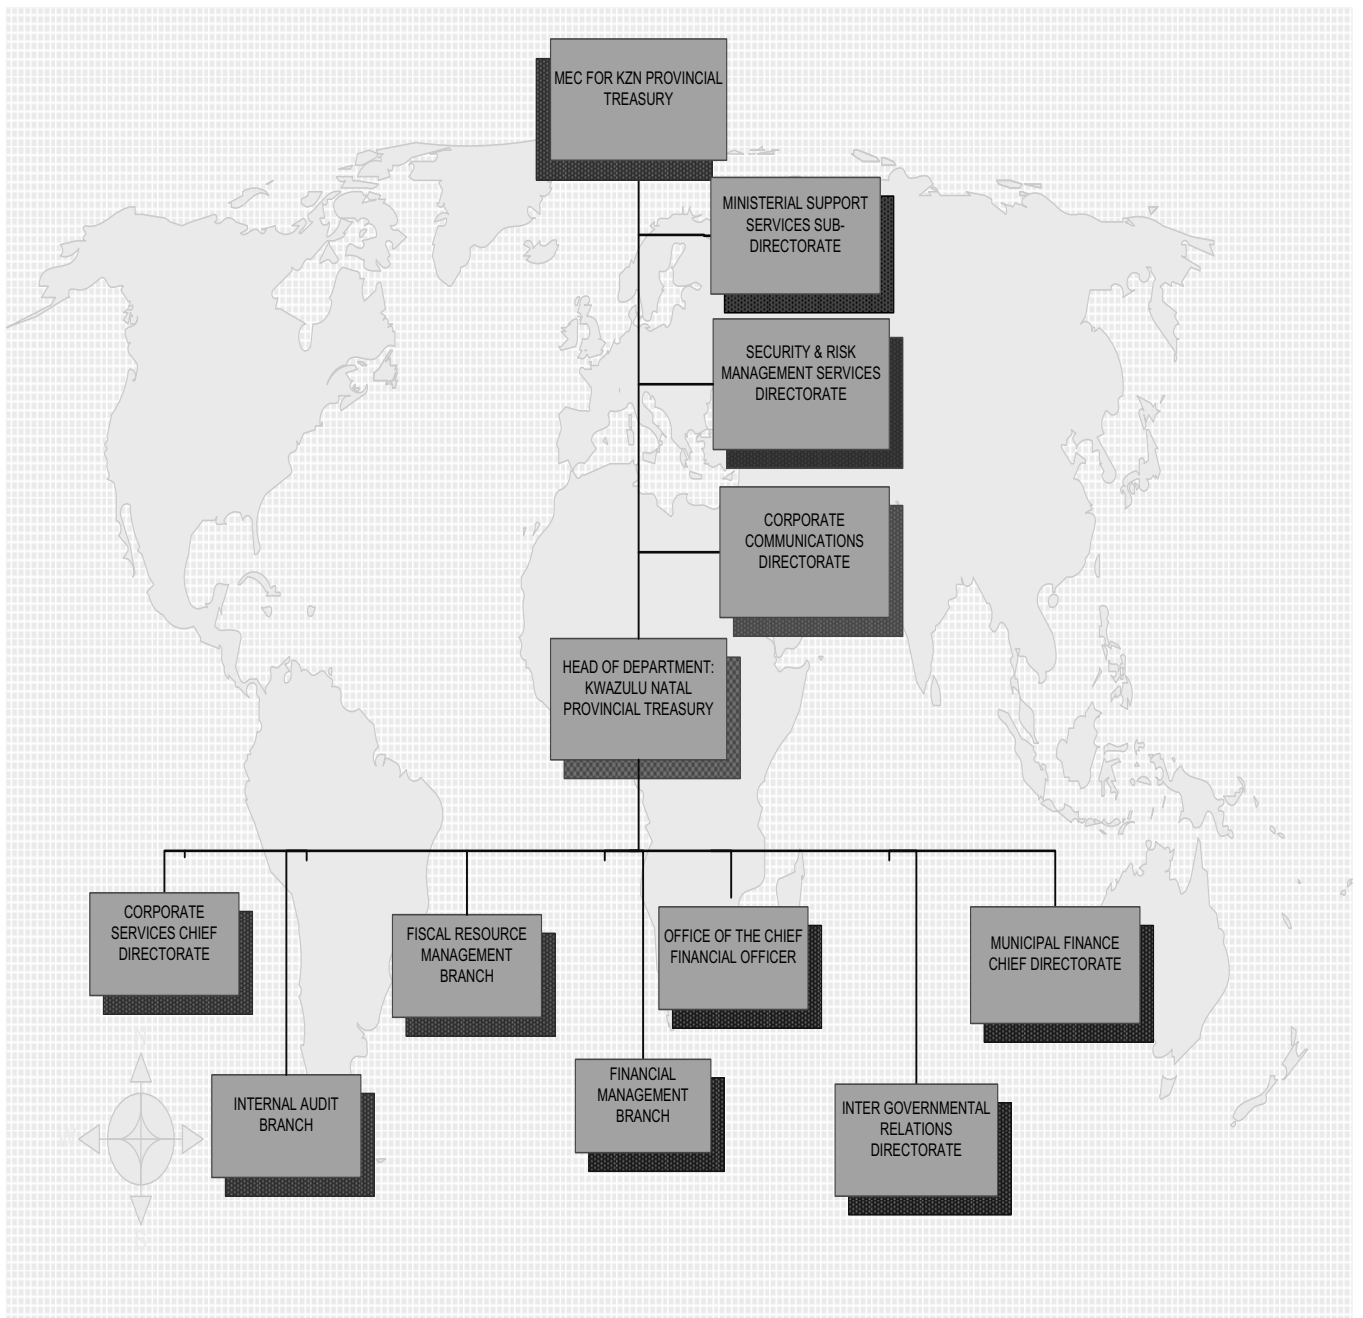 MEC FOR KZN PROVINCIAL
TREASURY
MINISTERIAL SUPPORT
SERVICES SUB-
DIRECTORATE
SECURITY & RISK
MANAGEMENT SERVICES
DIRECTORATE
CORPORATE
COMMUNICATIONS
DIRECTORATE
HEAD OF DEPARTMENT:
KWAZULU NATAL
PROVINCIAL TREASURY
CORPORATE
SERVICES CHIEF
DIRECTORATE
FISCAL RESOURCE
MANAGEMENT
BRANCH
OFFICE OF THE CHIEF
FINANCIAL OFFICER
MUNICIPAL FINANCE
CHIEF DIRECTORATE
INTERNAL AUDIT
BRANCH
FINANCIAL
MANAGEMENT
BRANCH
INTER GOVERNMENTAL
RELATIONS
DIRECTORATE